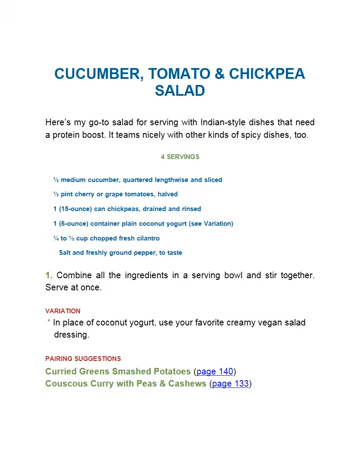 CUCUMBER, TOMATO & CHICKPEA
SALAD
Here's my go-to salad for serving with Indian-style dishes that need
a protein boost. It teams nicely with other kinds of spicy dishes, too.
4 SERVINGS
½ medium cucumber, quartered lengthwise and sliced
½ pint cherry or grape tomatoes, halved
1 (15-ounce) can chickpeas, drained and rinsed
1 (6-ounce) container plain coconut yogurt (see Variation)
¼ to ½ cup chopped fresh cilantro
Salt and freshly ground pepper, to taste
1. Combine all the ingredients in a serving bowl and stir together.
Serve at once.
VARIATION
* In place of coconut yogurt, use your favorite creamy vegan salad
dressing.
PAIRING SUGGESTIONS
Curried Greens Smashed Potatoes (page 140)
Couscous Curry with Peas & Cashews (page 133)